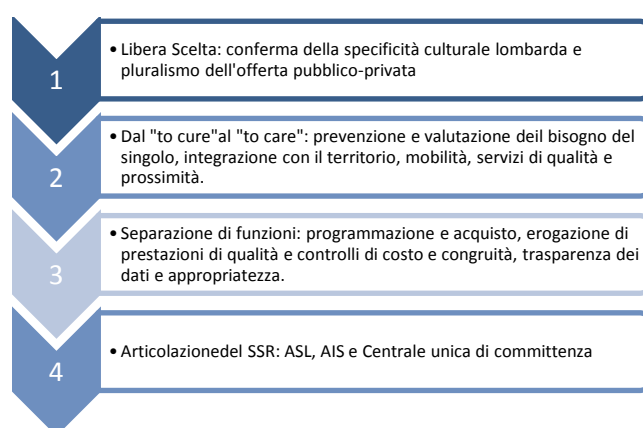 1
• Libera Scelta: conferma della specificità culturale lombarda e
pluralismo dell'offerta pubblico-privata
2
• Dal "to cure"al "to care": prevenzione e valutazione deil bisogno del
singolo, integrazione con il territorio, mobilità, servizi di qualità e
prossimità.
3
• Separazione di funzioni: programmazione e acquisto, erogazione di
prestazioni di qualità e controlli di costo e congruità, trasparenza dei
dati e appropriatezza.
4
• Articolazionedel SSR: ASL, AIS e Centrale unica di committenza